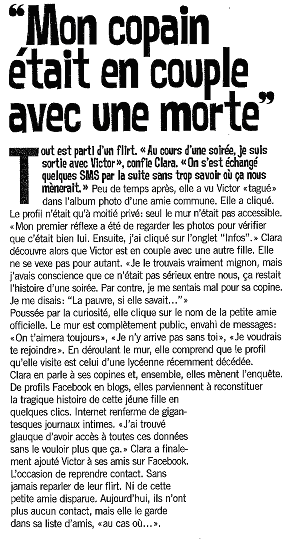 “Mon copain
était en couple
avec une morte”
Tout est parti d'un flirt. «Au cours d'une soirée, je suis
sortie avec Victor», confie Clara. «On s'est échangé
quelques SMS par la suite sans trop savoir où ça nous
mènerait.» Peu de temps après, elle a vu Victor «tagué»
dans l'album photo d'une amie commune. Elle a cliqué.
Le profil n'était qu'à moitié privé: seul le mur n'était pas accessible.
«Mon premier réflexe a été de regarder les photos pour vérifier
que c'était bien lui. Ensuite, j'ai cliqué sur l'onglet “Infos”.» Clara
découvre alors que Victor est en couple avec une autre fille. Elle
ne se vexe pas pour autant. «Je le trouvais vraiment mignon, mais
j'avais conscience que ce n'était pas sérieux entre nous, ça restait
l'histoire d'une soirée. Par contre, je me sentais mal pour sa copine.
Je me disais: “La pauvre, si elle savait...”»
Poussée par la curiosité, elle clique sur le nom de la petite amie
officielle. Le mur est complètement public, envahi de messages:
«On t'aimera toujours», «Je n'y arrive pas sans toi», «Je voudrais
te rejoindre». En déroulant le mur, elle comprend que le profil
qu'elle visite est celui d'une lycéenne récemment décédée.
Clara en parle à ses copines et, ensemble, elles mènent l'enquête.
De profils Facebook en blogs, elles parviennent à reconstituer
la tragique histoire de cette jeune fille en
quelques clics. Internet renferme de gigan-
tesques journaux intimes. «J'ai trouvé
glauque d'avoir accès à toutes ces données
sans le vouloir plus que ça.» Clara a finale-
ment ajouté Victor à ses amis sur Facebook.
L'occasion de reprendre contact. Sans
jamais reparler de leur flirt. Ni de cette
petite amie disparue. Aujourd'hui, ils n'ont
plus aucun contact, mais elle le garde
dans sa liste d'amis, «au cas où...».